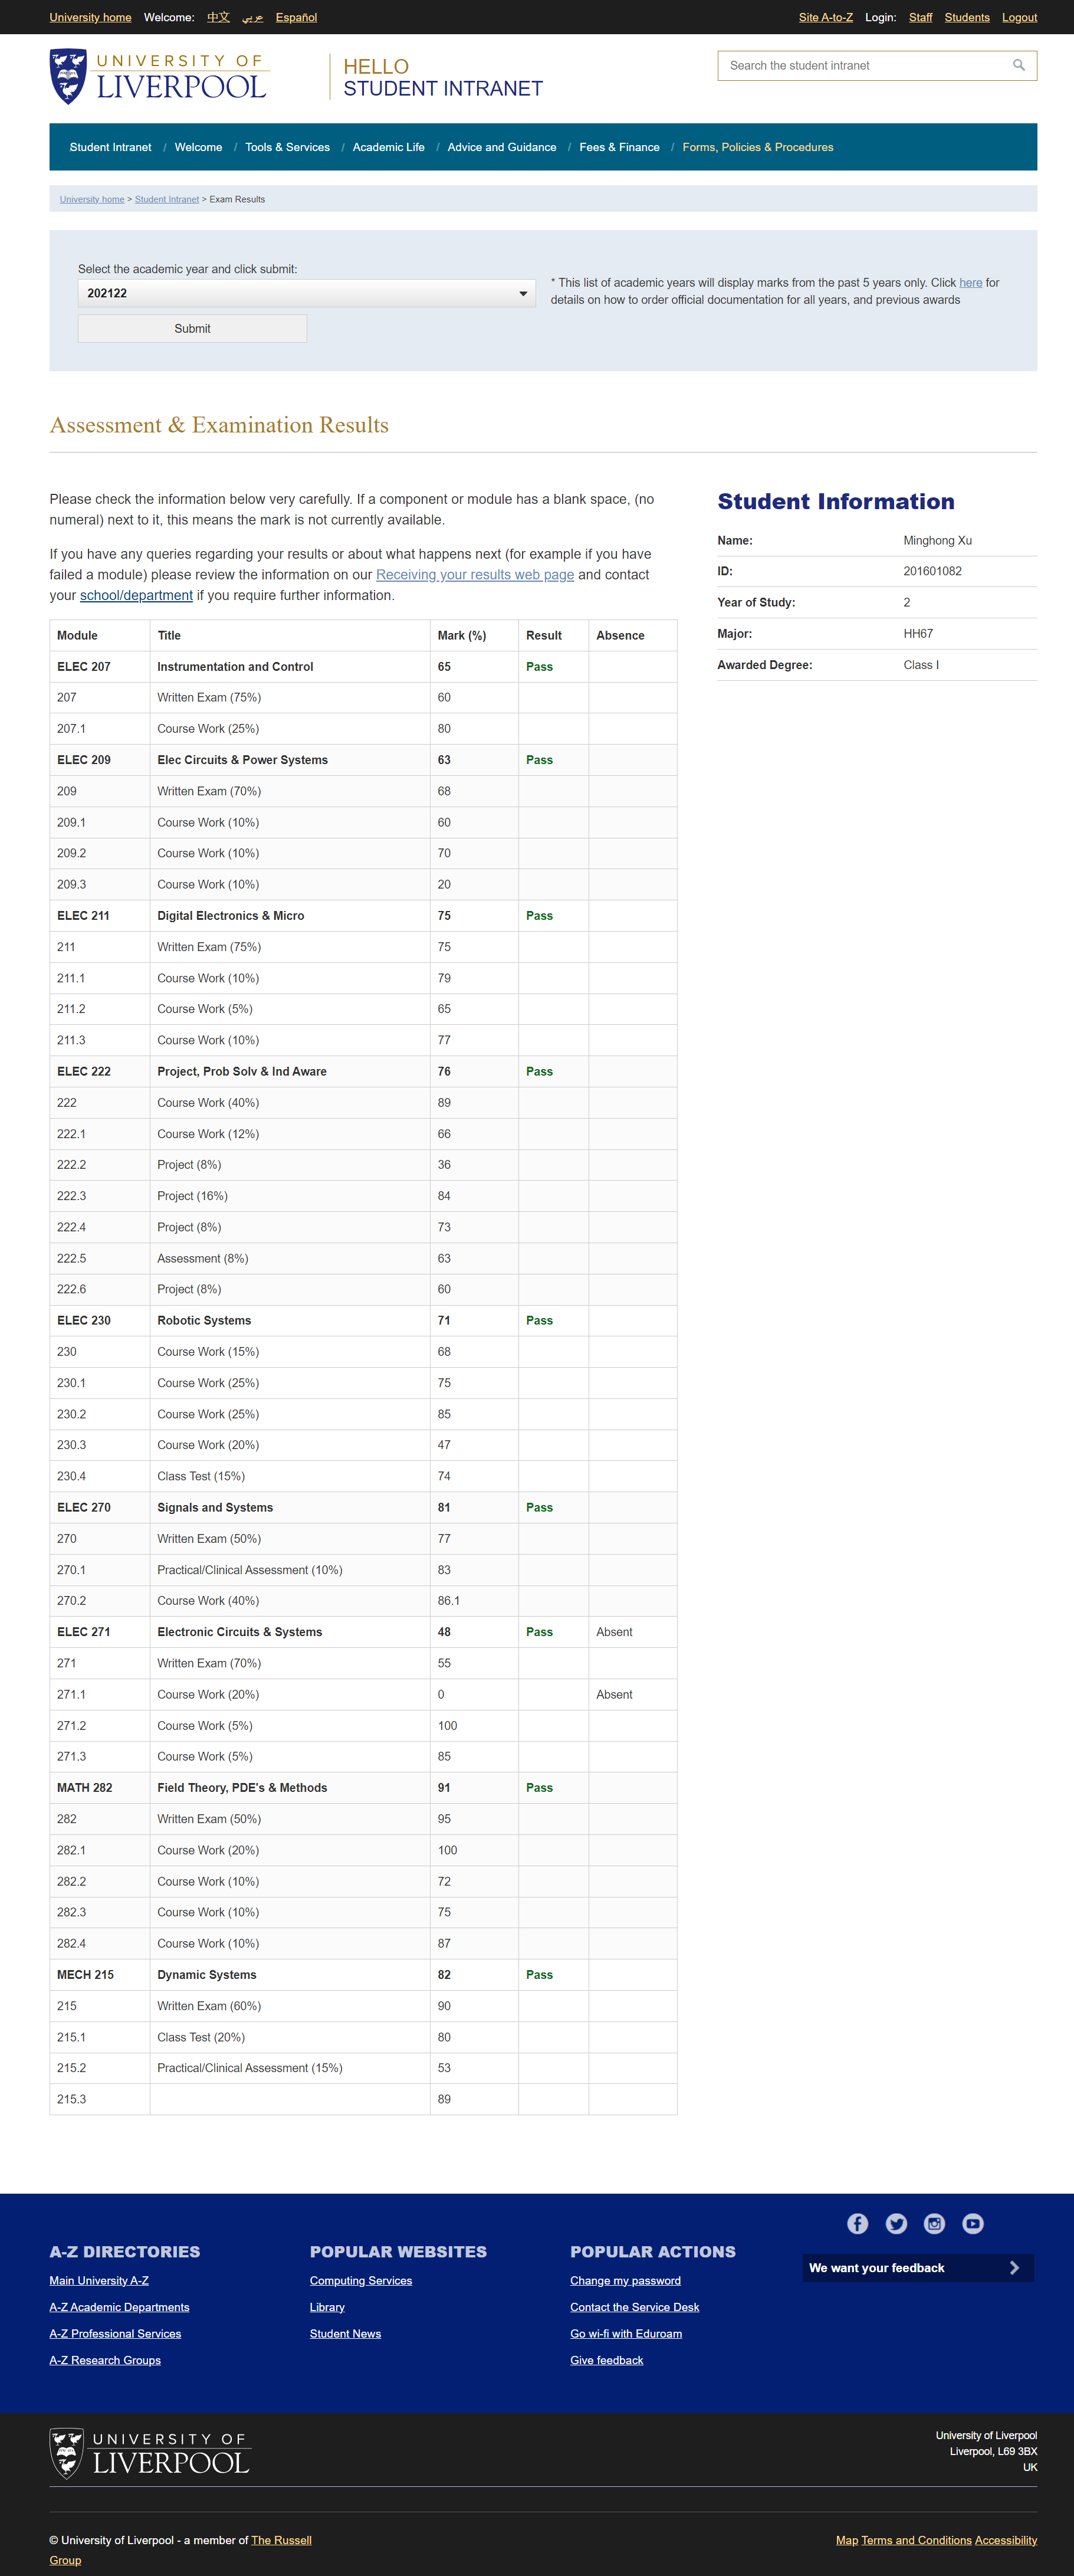 University home Welcome: 中文 عربي Español
Site A-to-Z Login: Staff Students Logout
UNIVERSITY OF
LIVERPOOL
HELLO
STUDENT INTRANET
Search the student intranet
Student Intranet / Welcome / Tools & Services / Academic Life / Advice and Guidance / Fees & Finance / Forms, Policies & Procedures
University home > Student Intranet > Exam Results
Select the academic year and click submit:
202122
Submit
* This list of academic years will display marks from the past 5 years only. Click here for
details on how to order official documentation for all years, and previous awards
Assessment & Examination Results
Please check the information below very carefully. If a component or module has a blank space, (no
numeral) next to it, this means the mark is not currently available.
If you have any queries regarding your results or about what happens next (for example if you have
failed a module) please review the information on our Receiving your results web page and contact
your school/department if you require further information.
Module Title Mark (%) Result Absence
ELEC 207 Instrumentation and Control 65 Pass
207 Written Exam (75%) 60
207.1 Course Work (25%) 80
ELEC 209 Elec Circuits & Power Systems 63 Pass
209 Written Exam (70%) 68
209.1 Course Work (10%) 60
209.2 Course Work (10%) 70
209.3 Course Work (10%) 20
ELEC 211 Digital Electronics & Micro 75 Pass
211 Written Exam (75%) 75
211.1 Course Work (10%) 79
211.2 Course Work (5%) 65
211.3 Course Work (10%) 77
ELEC 222 Project, Prob Solv & Ind Aware 76 Pass
222 Course Work (40%) 89
222.1 Course Work (12%) 66
222.2 Project (8%) 36
222.3 Project (16%) 84
222.4 Project (8%) 73
222.5 Assessment (8%) 63
222.6 Project (8%) 60
ELEC 230 Robotic Systems 71 Pass
230 Course Work (15%) 68
230.1 Course Work (25%) 75
230.2 Course Work (25%) 85
230.3 Course Work (20%) 47
230.4 Class Test (15%) 74
ELEC 270 Signals and Systems 81 Pass
270 Written Exam (50%) 77
270.1 Practical/Clinical Assessment (10%) 83
270.2 Course Work (40%) 86.1
ELEC 271 Electronic Circuits & Systems 48 Pass Absent
271 Written Exam (70%) 55
271.1 Course Work (20%) 0 Absent
271.2 Course Work (5%) 100
271.3 Course Work (5%) 85
MATH 282 Field Theory, PDE's & Methods 91 Pass
282 Written Exam (50%) 95
282.1 Course Work (20%) 100
282.2 Course Work (10%) 72
282.3 Course Work (10%) 75
282.4 Course Work (10%) 87
MECH 215 Dynamic Systems 82 Pass
215 Written Exam (60%) 90
215.1 Class Test (20%) 80
215.2 Practical/Clinical Assessment (15%) 53
215.3 89
Student Information
Name: Minghong Xu
ID: 201601082
Year of Study: 2
Major: HH67
Awarded Degree: Class I
A-Z DIRECTORIES
Main University A-Z
A-Z Academic Departments
A-Z Professional Services
A-Z Research Groups
POPULAR WEBSITES
Computing Services
Library
Student News
POPULAR ACTIONS
Change my password
Contact the Service Desk
Go wi-fi with Eduroam
Give feedback
We want your feedback
UNIVERSITY OF
LIVERPOOL
University of Liverpool
Liverpool, L69 3BX
UK
© University of Liverpool - a member of The Russell
Group
Map Terms and Conditions Accessibility